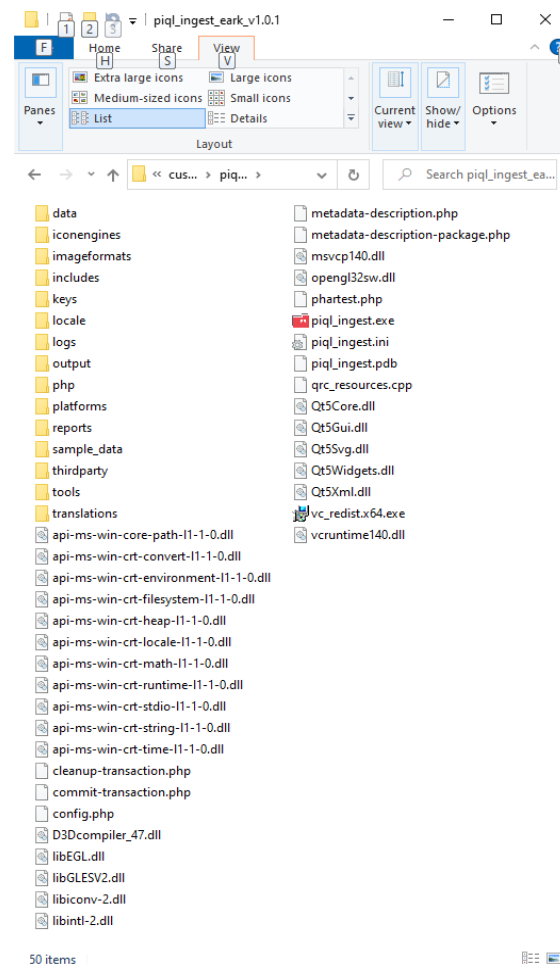 piql_ingest_eark_v1.0.1
1 2 3
F Home Share View
H S V
Extra large icons Large icons
Medium-sized icons Small icons
List Details
Panes Current view Show/ hide Options
Layout
« cus... › piq... › Search piql_ingest_ea...
data
iconengines
imageformats
includes
keys
locale
logs
output
php
platforms
reports
sample_data
thirdparty
tools
translations
api-ms-win-core-path-l1-1-0.dll
api-ms-win-crt-convert-l1-1-0.dll
api-ms-win-crt-environment-l1-1-0.dll
api-ms-win-crt-filesystem-l1-1-0.dll
api-ms-win-crt-heap-l1-1-0.dll
api-ms-win-crt-locale-l1-1-0.dll
api-ms-win-crt-math-l1-1-0.dll
api-ms-win-crt-runtime-l1-1-0.dll
api-ms-win-crt-stdio-l1-1-0.dll
api-ms-win-crt-string-l1-1-0.dll
api-ms-win-crt-time-l1-1-0.dll
cleanup-transaction.php
commit-transaction.php
config.php
D3Dcompiler_47.dll
libEGL.dll
libGLESV2.dll
libiconv-2.dll
libintl-2.dll
metadata-description.php
metadata-description-package.php
msvcp140.dll
opengl32sw.dll
phartest.php
piql_ingest.exe
piql_ingest.ini
piql_ingest.pdb
qrc_resources.cpp
Qt5Core.dll
Qt5Gui.dll
Qt5Svg.dll
Qt5Widgets.dll
Qt5Xml.dll
vc_redist.x64.exe
vcruntime140.dll
50 items